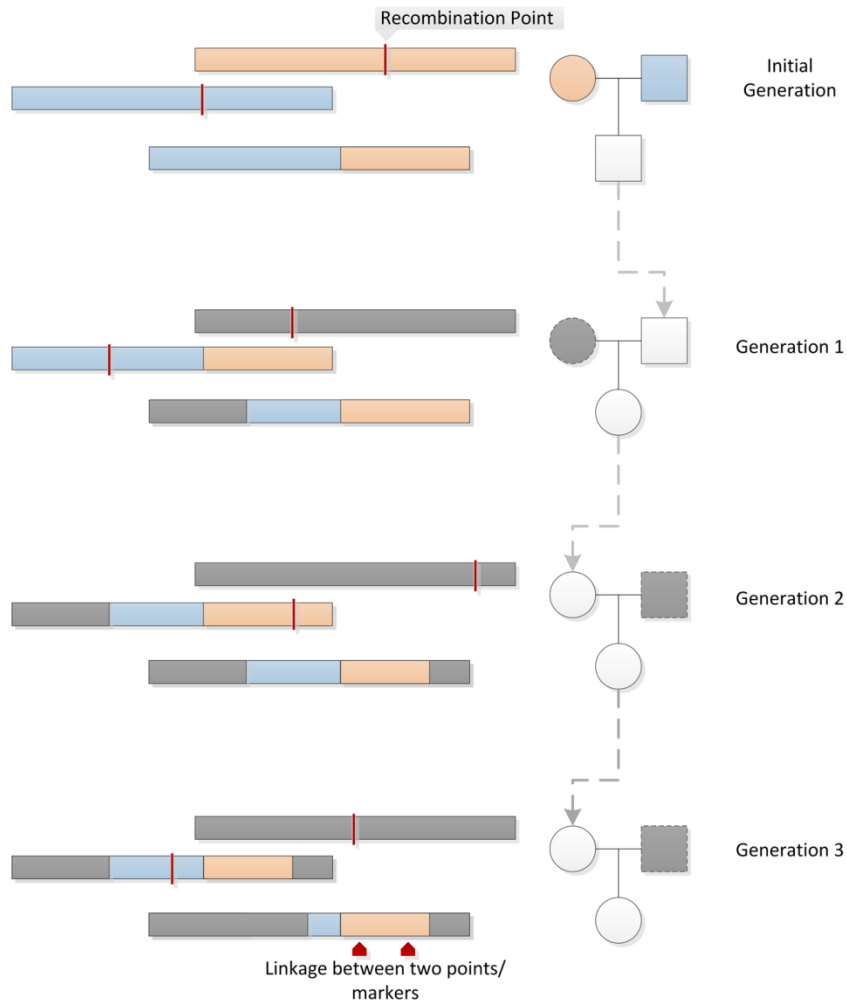 Recombination Point
Initial
Generation
Generation 1
Generation 2
Generation 3
Linkage between two points/
markers